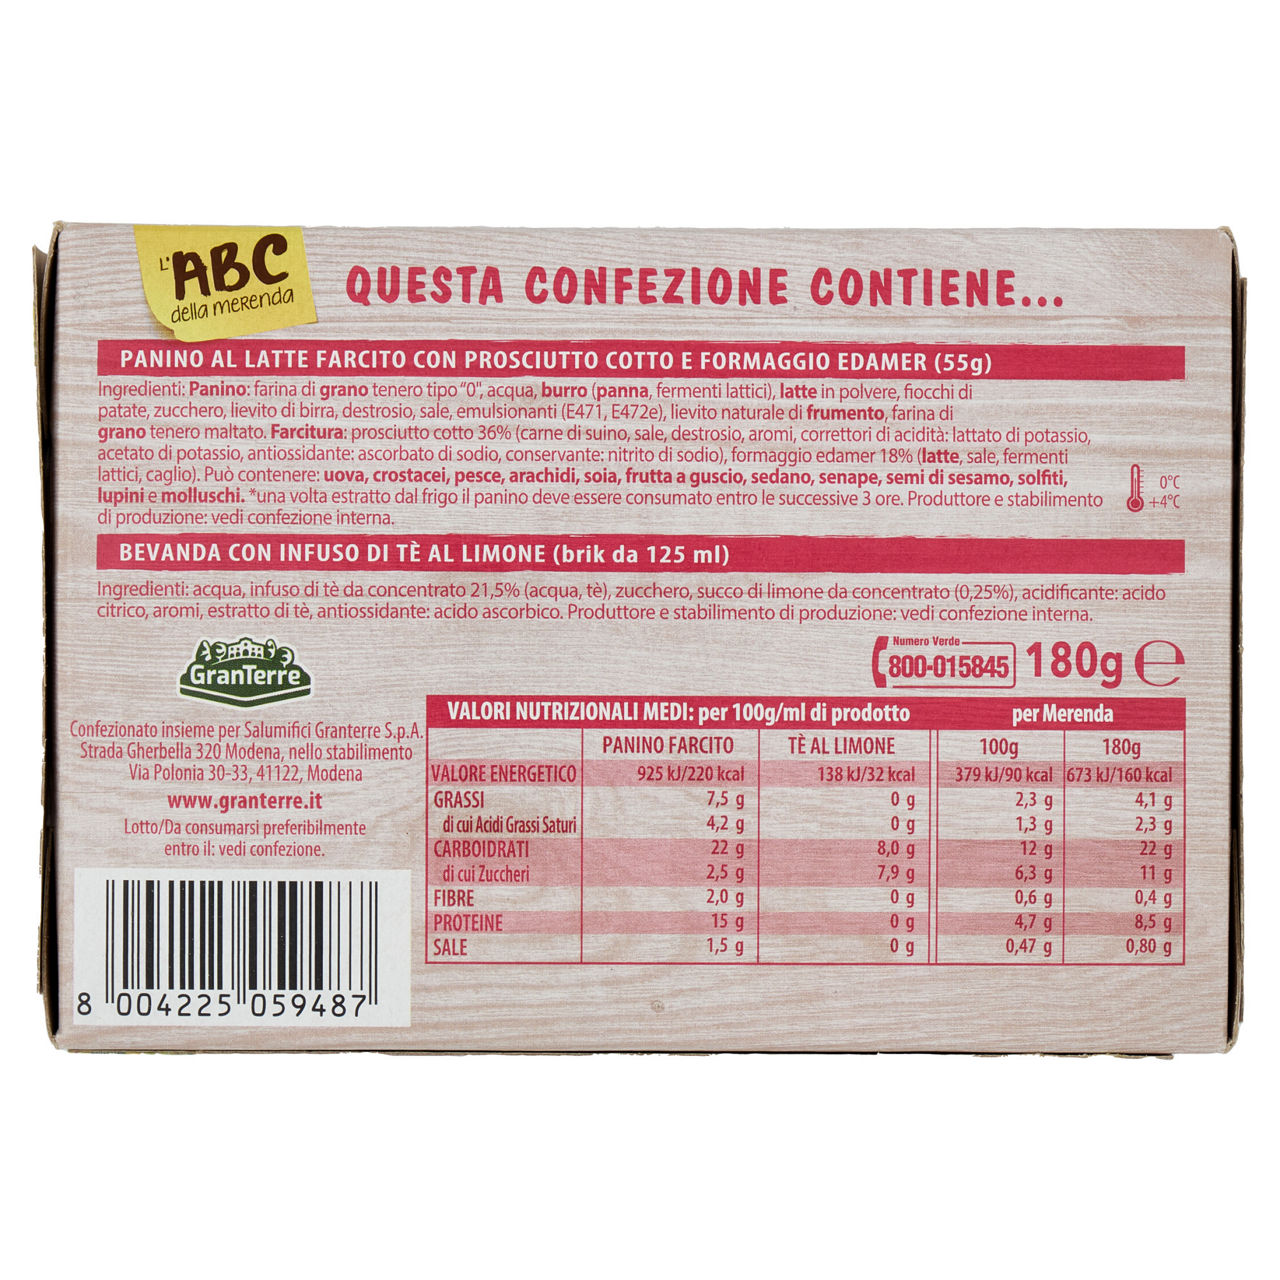 L'ABC
della merenda
QUESTA CONFEZIONE CONTIENE...
PANINO AL LATTE FARCITO CON PROSCIUTTO COTTO E FORMAGGIO EDAMER (55g)
Ingredienti: Panino: farina di grano tenero tipo "0", acqua, burro (panna, fermenti lattici), latte in polvere, fiocchi di
patate, zucchero, lievito di birra, destrosio, sale, emulsionanti (E471, E472e), lievito naturale di frumento, farina di
grano tenero maltato. Farcitura: prosciutto cotto 36% (carne di suino, sale, destrosio, aromi, correttori di acidità: lattato di potassio,
acetato di potassio, antiossidante: ascorbato di sodio, conservante: nitrito di sodio), formaggio edamer 18% (latte, sale, fermenti
lattici, caglio). Può contenere: uova, crostacei, pesce, arachidi, soia, frutta a guscio, sedano, senape, semi di sesamo, solfiti,
lupini e molluschi. *una volta estratto dal frigo il panino deve essere consumato entro le successive 3 ore. Produttore e stabilimento
di produzione: vedi confezione interna.
0°C
+4°C
BEVANDA CON INFUSO DI TÈ AL LIMONE (brik da 125 ml)
Ingredienti: acqua, infuso di tè da concentrato 21,5% (acqua, tè), zucchero, succo di limone da concentrato (0,25%), acidificante: acido
citrico, aromi, estratto di tè, antiossidante: acido ascorbico. Produttore e stabilimento di produzione: vedi confezione interna.
GranTerre
Numero Verde
800-015845
180g e
Confezionato insieme per Salumifici Granterre S.p.A.
Strada Gherbella 320 Modena, nello stabilimento
Via Polonia 30-33, 41122, Modena
www.granterre.it
Lotto/Da consumarsi preferibilmente
entro il: vedi confezione.
VALORI NUTRIZIONALI MEDI: per 100g/ml di prodotto per Merenda
PANINO FARCITO TÈ AL LIMONE 100g 180g
VALORE ENERGETICO 925 kJ/220 kcal 138 kJ/32 kcal 379 kJ/90 kcal 673 kJ/160 kcal
GRASSI 7,5 g 0 g 2,3 g 4,1 g
di cui Acidi Grassi Saturi 4,2 g 0 g 1,3 g 2,3 g
CARBOIDRATI 22 g 8,0 g 12 g 22 g
di cui Zuccheri 2,5 g 7,9 g 6,3 g 11 g
FIBRE 2,0 g 0 g 0,6 g 0,4 g
PROTEINE 15 g 0 g 4,7 g 8,5 g
SALE 1,5 g 0 g 0,47 g 0,80 g
8 004225 059487